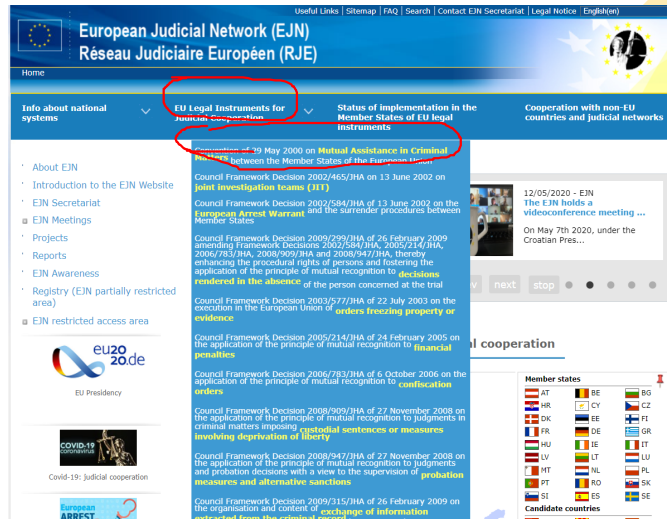 Useful Links | Sitemap | FAQ | Search | Contact EJN Secretariat | Legal Notice English(en)
European Judicial Network (EJN)
Réseau Judiciaire Européen (RJE)
Home
Info about national
systems
EU Legal Instruments for
Judicial Cooperation
Status of implementation in the
Member States of EU legal
instruments
Cooperation with non-EU
countries and judicial networks
About EJN
Introduction to the EJN Website
EJN Secretariat
EJN Meetings
Projects
Reports
EJN Awareness
Registry (EJN partially restricted
area)
EJN restricted access area
eu20
20.de
EU Presidency
COVID-19
coronavirus
Covid-19: judicial cooperation
European
ARREST
Convention of 29 May 2000 on Mutual Assistance in Criminal
Matters between the Member States of the European Union
Council Framework Decision 2002/465/JHA on 13 June 2002 on
joint investigation teams (JIT)
Council Framework Decision 2002/584/JHA of 13 June 2002 on the
European Arrest Warrant and the surrender procedures between
Member States
Council Framework Decision 2009/299/JHA of 26 February 2009
amending Framework Decisions 2002/584/JHA, 2005/214/JHA,
2006/783/JHA, 2008/909/JHA and 2008/947/JHA, thereby
enhancing the procedural rights of persons and fostering the
application of the principle of mutual recognition to decisions
rendered in the absence of the person concerned at the trial
Council Framework Decision 2003/577/JHA of 22 July 2003 on the
execution in the European Union of orders freezing property or
evidence
Council Framework Decision 2005/214/JHA of 24 February 2005 on
the application of the principle of mutual recognition to financial
penalties
Council Framework Decision 2006/783/JHA of 6 October 2006 on the
application of the principle of mutual recognition to confiscation
orders
Council Framework Decision 2008/909/JHA of 27 November 2008 on
the application of the principle of mutual recognition to judgments in
criminal matters imposing custodial sentences or measures
involving deprivation of liberty
Council Framework Decision 2008/947/JHA of 27 November 2008 on
the application of the principle of mutual recognition to judgments
and probation decisions with a view to the supervision of probation
measures and alternative sanctions
Council Framework Decision 2009/315/JHA of 26 February 2009 on
the organisation and content of exchange of information
extracted from the criminal record
12/05/2020 - EJN
The EJN holds a
videoconference meeting ...
On May 7th 2020, under the
Croatian Pres...
next stop
al cooperation
Member states
AT BE BG
HR CY CZ
DK EE FI
FR DE GR
HU IE IT
LV LT LU
MT NL PL
PT RO SK
SI ES SE
Candidate countries